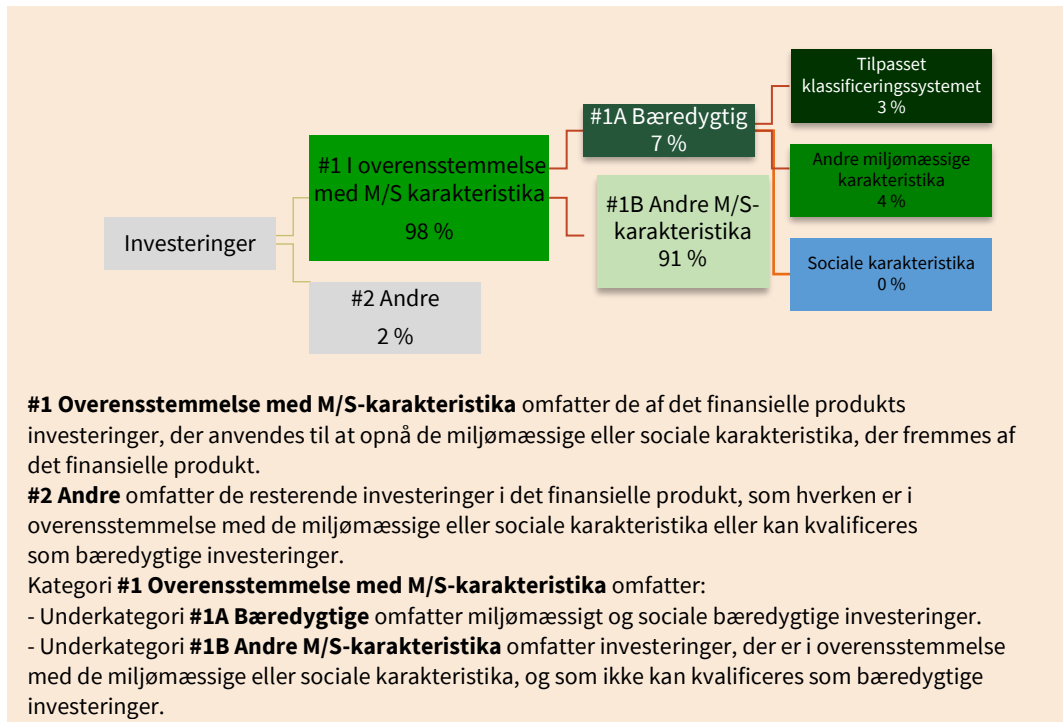 Investeringer
#1 I overensstemmelse
med M/S karakteristika
98 %
#2 Andre
2 %
#1A Bæredygtig
7 %
#1B Andre M/S-
karakteristika
91 %
Tilpasset
klassificeringssystemet
3 %
Andre miljømæssige
karakteristika
4 %
Sociale karakteristika
0 %
#1 Overensstemmelse med M/S-karakteristika omfatter de af det finansielle produkts
investeringer, der anvendes til at opnå de miljømæssige eller sociale karakteristika, der fremmes af
det finansielle produkt.
#2 Andre omfatter de resterende investeringer i det finansielle produkt, som hverken er i
overensstemmelse med de miljømæssige eller sociale karakteristika eller kan kvalificeres
som bæredygtige investeringer.
Kategori #1 Overensstemmelse med M/S-karakteristika omfatter:
- Underkategori #1A Bæredygtige omfatter miljømæssigt og sociale bæredygtige investeringer.
- Underkategori #1B Andre M/S-karakteristika omfatter investeringer, der er i overensstemmelse
med de miljømæssige eller sociale karakteristika, og som ikke kan kvalificeres som bæredygtige
investeringer.